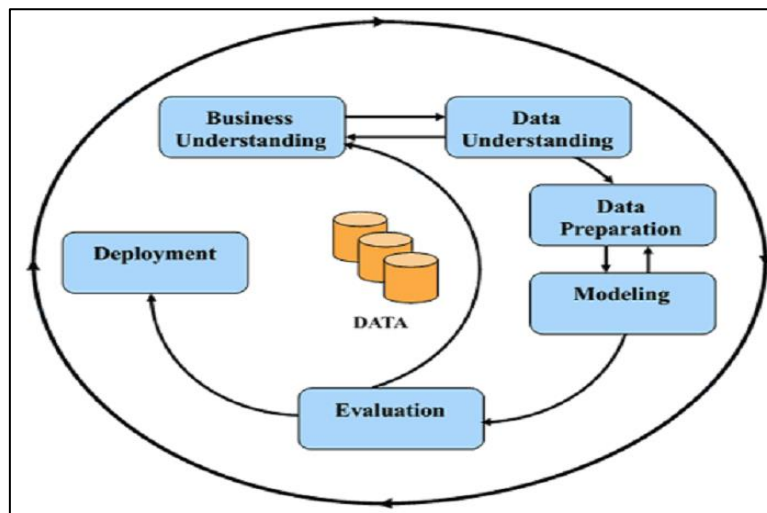 Business
Understanding
Data
Understanding
Data
Preparation
Deployment
Modeling
DATA
Evaluation